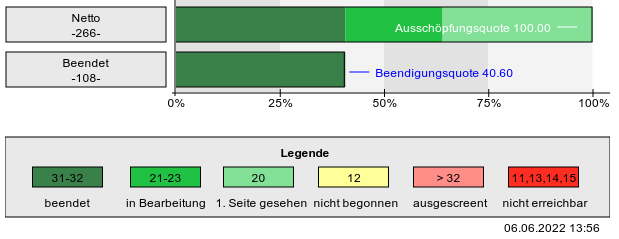 Netto
-266-
Ausschöpfungsquote 100.00
Beendet
-108-
Beendigungsquote 40.60
0% 25% 50% 75% 100%
Legende
31-32 21-23 20 12 > 32 11,13,14,15
beendet in Bearbeitung 1. Seite gesehen nicht begonnen ausgescreent nicht erreichbar
06.06.2022 13:56